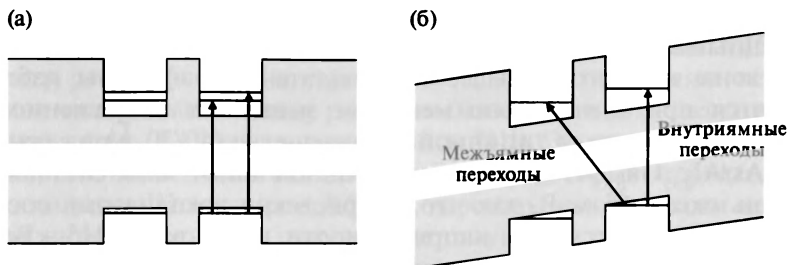 (а)
(б)
Межъямные
переходы
Внутриямные
переходы